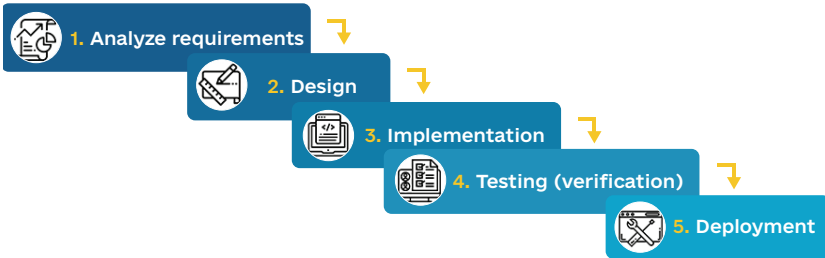 1. Analyze requirements
2. Design
</>
3. Implementation
4. Testing (verification)
5. Deployment